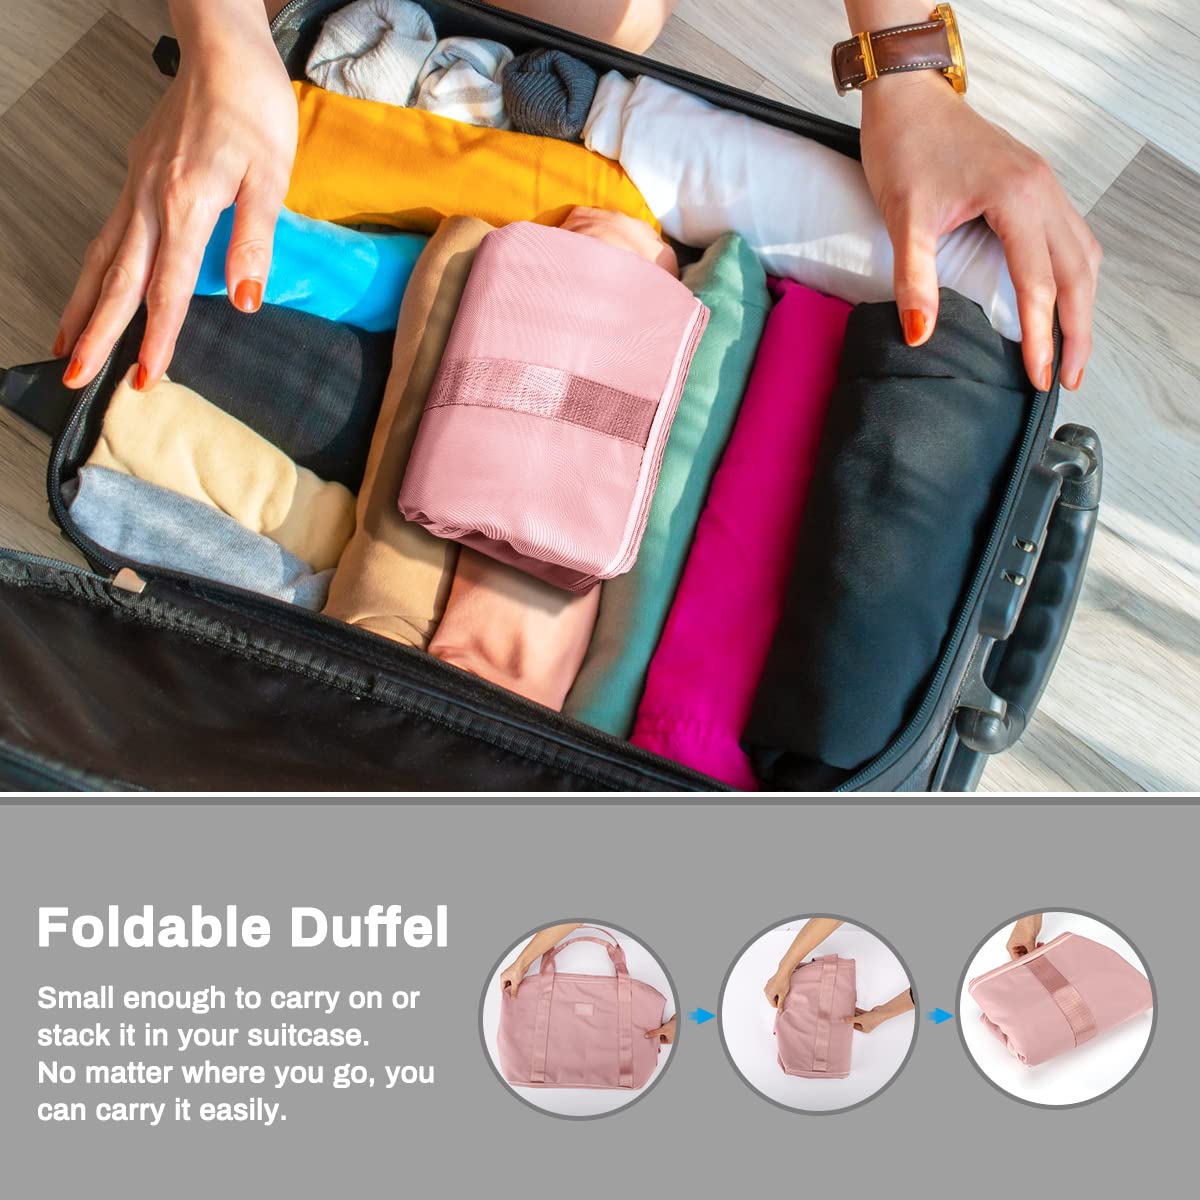 Foldable Duffel
Small enough to carry on or
stack it in your suitcase.
No matter where you go, you
can carry it easily.